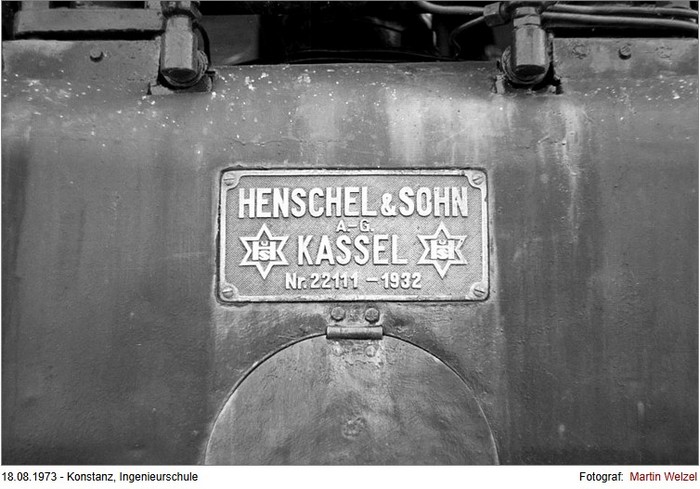 HENSCHEL & SOHN
A.-G.
KASSEL
Nr. 22111 – 1932
18.08.1973 - Konstanz, Ingenieurschule
Fotograf: Martin Welzel